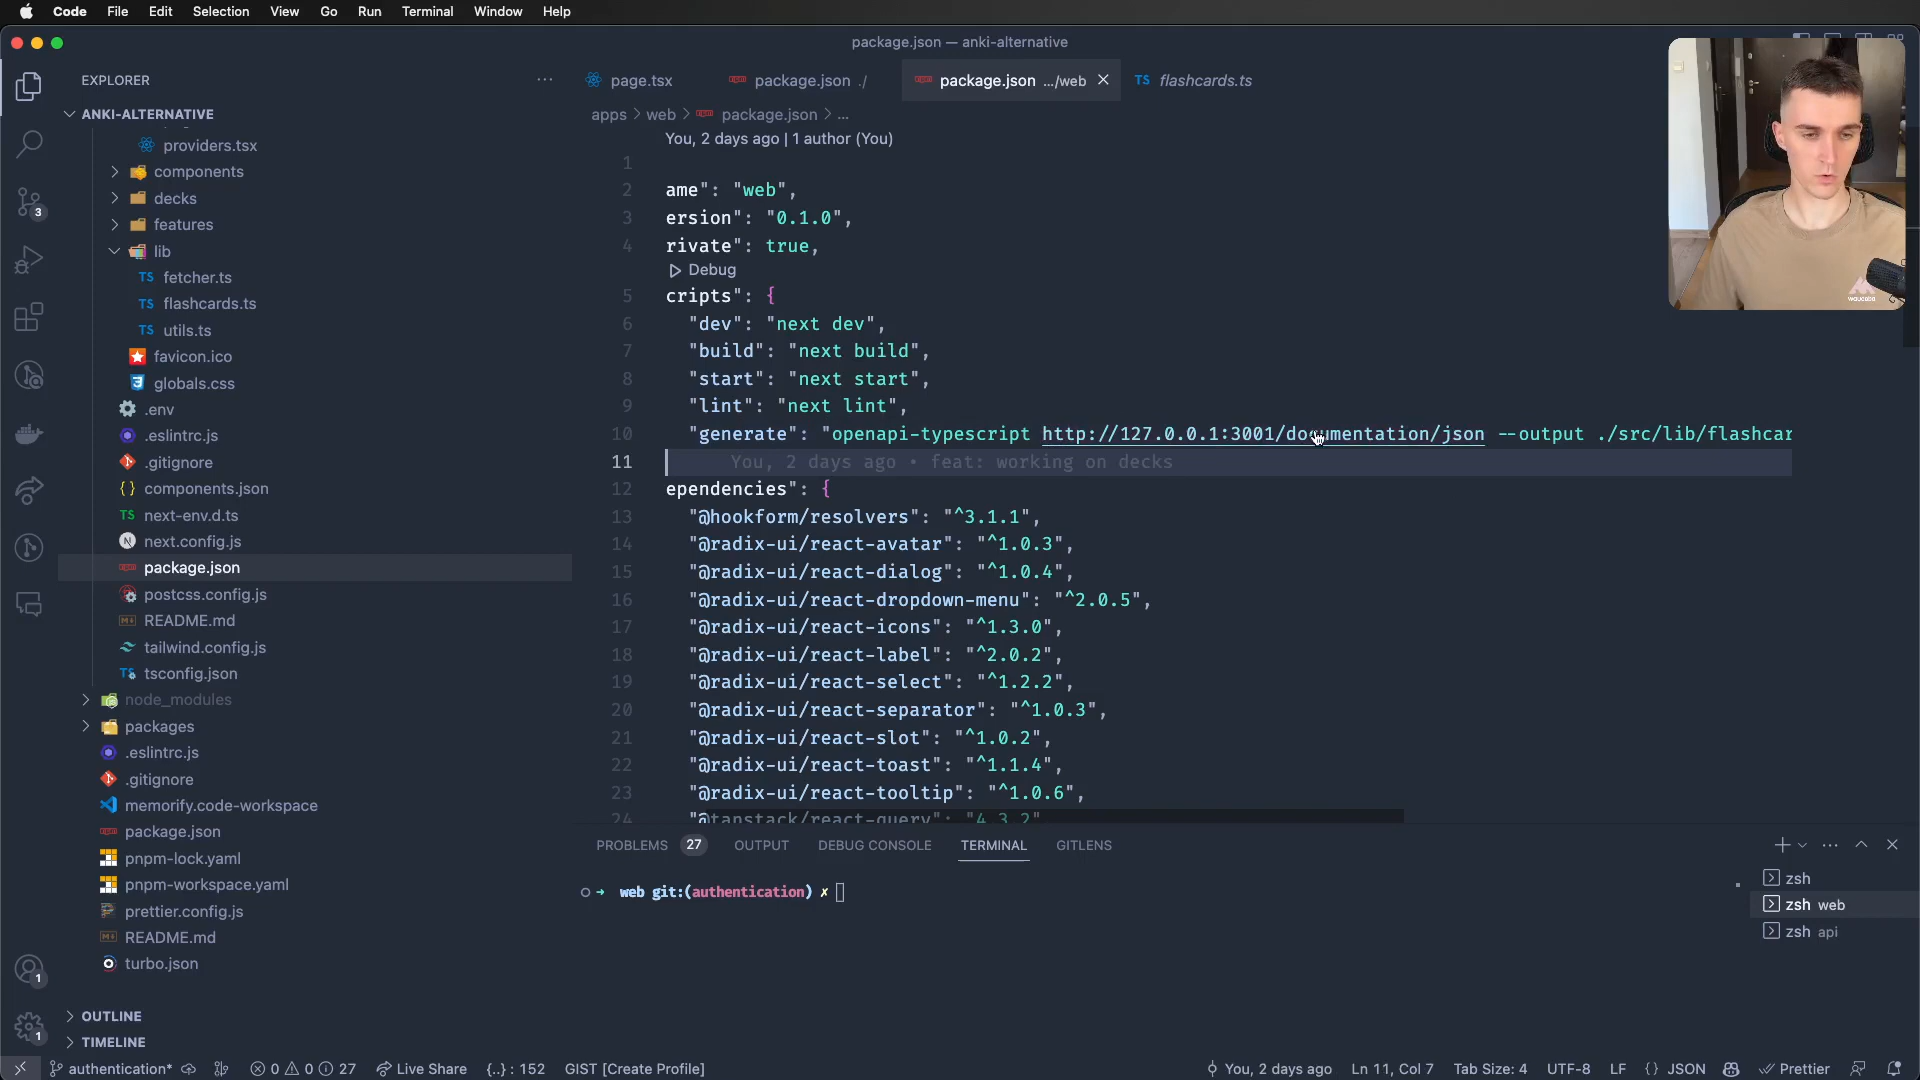 Code File Edit Selection View Go Run Terminal Window Help
package.json — anki-alternative
EXPLORER
ANKI-ALTERNATIVE
providers.tsx
components
decks
features
lib
fetcher.ts
flashcards.ts
utils.ts
favicon.ico
globals.css
.env
.eslintrc.js
.gitignore
components.json
next-env.d.ts
next.config.js
package.json
postcss.config.js
README.md
tailwind.config.js
tsconfig.json
node_modules
packages
.eslintrc.js
.gitignore
memorify.code-workspace
package.json
pnpm-lock.yaml
pnpm-workspace.yaml
prettier.config.js
README.md
turbo.json
OUTLINE
TIMELINE
3
1
1
page.tsx package.json ./ package.json .../web TS flashcards.ts
apps > web > package.json > ...
You, 2 days ago | 1 author (You)
1
2 ame": "web",
3 ersion": "0.1.0",
4 rivate": true,
Debug
5 cripts": {
6 "dev": "next dev",
7 "build": "next build",
8 "start": "next start",
9 "lint": "next lint",
10 "generate": "openapi-typescript http://127.0.0.1:3001/documentation/json --output ./src/lib/flashcar
11 You, 2 days ago • feat: working on decks
12 ependencies": {
13 "@hookform/resolvers": "^3.1.1",
14 "@radix-ui/react-avatar": "^1.0.3",
15 "@radix-ui/react-dialog": "^1.0.4",
16 "@radix-ui/react-dropdown-menu": "^2.0.5",
17 "@radix-ui/react-icons": "^1.3.0",
18 "@radix-ui/react-label": "^2.0.2",
19 "@radix-ui/react-select": "^1.2.2",
20 "@radix-ui/react-separator": "^1.0.3",
21 "@radix-ui/react-slot": "^1.0.2",
22 "@radix-ui/react-toast": "^1.1.4",
23 "@radix-ui/react-tooltip": "^1.0.6",
24 "@tanstack/react-query": "4.3.2"
PROBLEMS 27 OUTPUT DEBUG CONSOLE TERMINAL GITLENS
web git:(authentication) ✗
zsh
zsh web
zsh api
authentication* 0 0 27 Live Share {..} : 152 GIST [Create Profile] You, 2 days ago Ln 11, Col 7 Tab Size: 4 UTF-8 LF {} JSON Prettier